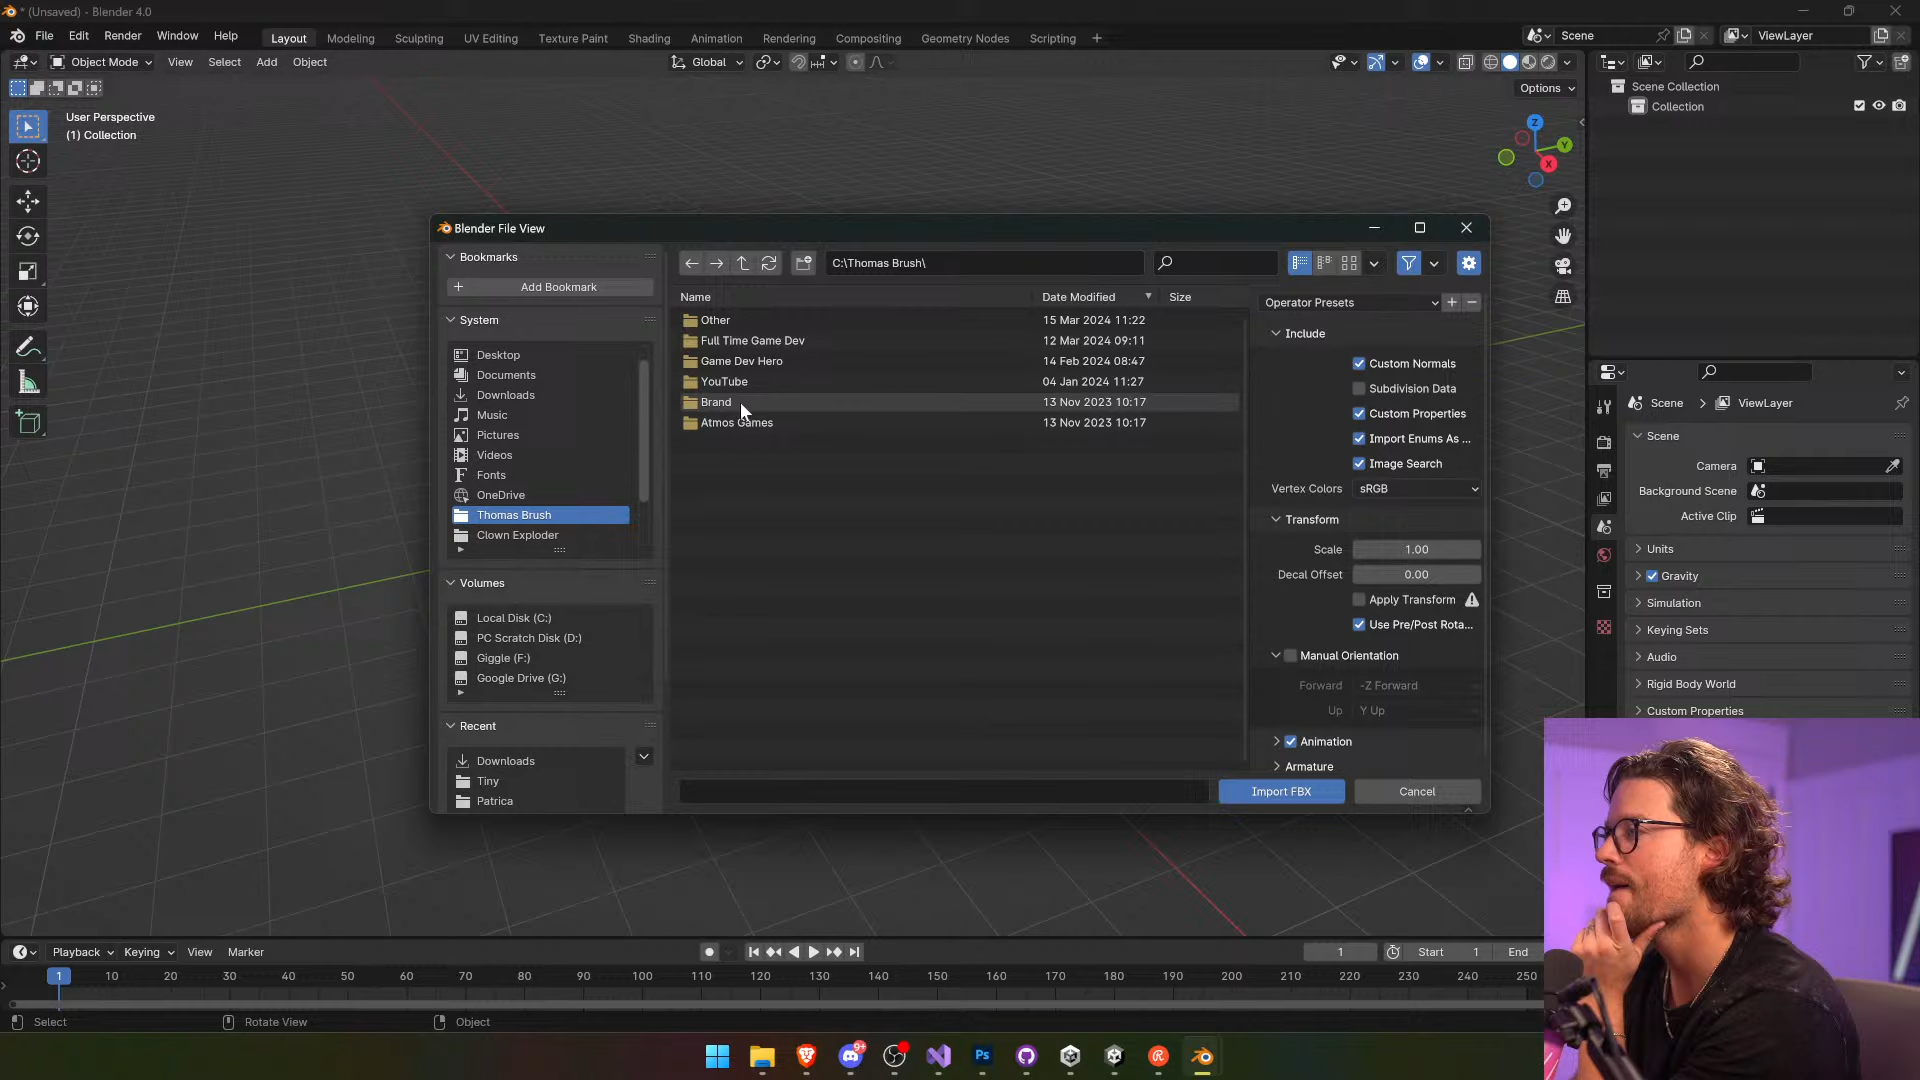 * (Unsaved) - Blender 4.0
File Edit Render Window Help
Layout Modeling Sculpting UV Editing Texture Paint Shading Animation Rendering Compositing Geometry Nodes Scripting +
Scene
ViewLayer
Object Mode View Select Add Object
Global
Options
User Perspective
(1) Collection
Z
Y
X
Scene Collection
Collection
Blender File View
Bookmarks
Add Bookmark
System
Desktop
Documents
Downloads
Music
Pictures
Videos
Fonts
OneDrive
Thomas Brush
Clown Exploder
Volumes
Local Disk (C:)
PC Scratch Disk (D:)
Giggle (F:)
Google Drive (G:)
Recent
Downloads
Tiny
Patrica
C:\Thomas Brush\
Name Date Modified Size
Other 15 Mar 2024 11:22
Full Time Game Dev 12 Mar 2024 09:11
Game Dev Hero 14 Feb 2024 08:47
YouTube 04 Jan 2024 11:27
Brand 13 Nov 2023 10:17
Atmos Games 13 Nov 2023 10:17
Operator Presets
Include
Custom Normals
Subdivision Data
Custom Properties
Import Enums As ...
Image Search
Vertex Colors sRGB
Transform
Scale 1.00
Decal Offset 0.00
Apply Transform
Use Pre/Post Rota...
Manual Orientation
Forward -Z Forward
Up Y Up
Animation
Armature
Import FBX
Cancel
Scene > ViewLayer
Scene
Camera
Background Scene
Active Clip
Units
Gravity
Simulation
Keying Sets
Audio
Rigid Body World
Custom Properties
Playback Keying View Marker
1
Start 1 End
1 10 20 30 40 50 60 70 80 90 100 110 120 130 140 150 160 170 180 190 200 210 220 230 240 250
Select
Rotate View
Object
9+
Ps